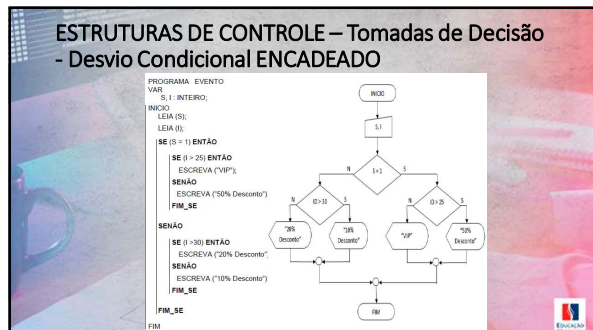 ESTRUTURAS DE CONTROLE – Tomadas de Decisão
- Desvio Condicional ENCADEADO
PROGRAMA EVENTO
VAR
S, I : INTEIRO;
INICIO
LEIA (S);
LEIA (I);
SE (S = 1) ENTÃO
SE (I > 25) ENTÃO
ESCREVA ("VIP");
SENÃO
ESCREVA ("50% Desconto")
FIM_SE
SENÃO
SE (I >30) ENTÃO
ESCREVA ("20% Desconto",
SENÃO
ESCREVA ("10% Desconto")
FIM_SE
FIM_SE
FIM
INICIO
S, I
N
S = 1
S
N
ID > 30
S
N
ID > 25
S
"20%
Desconto"
"10%
Desconto"
"VIP"
"50%
Desconto"
FIM
EDUCAÇÃO